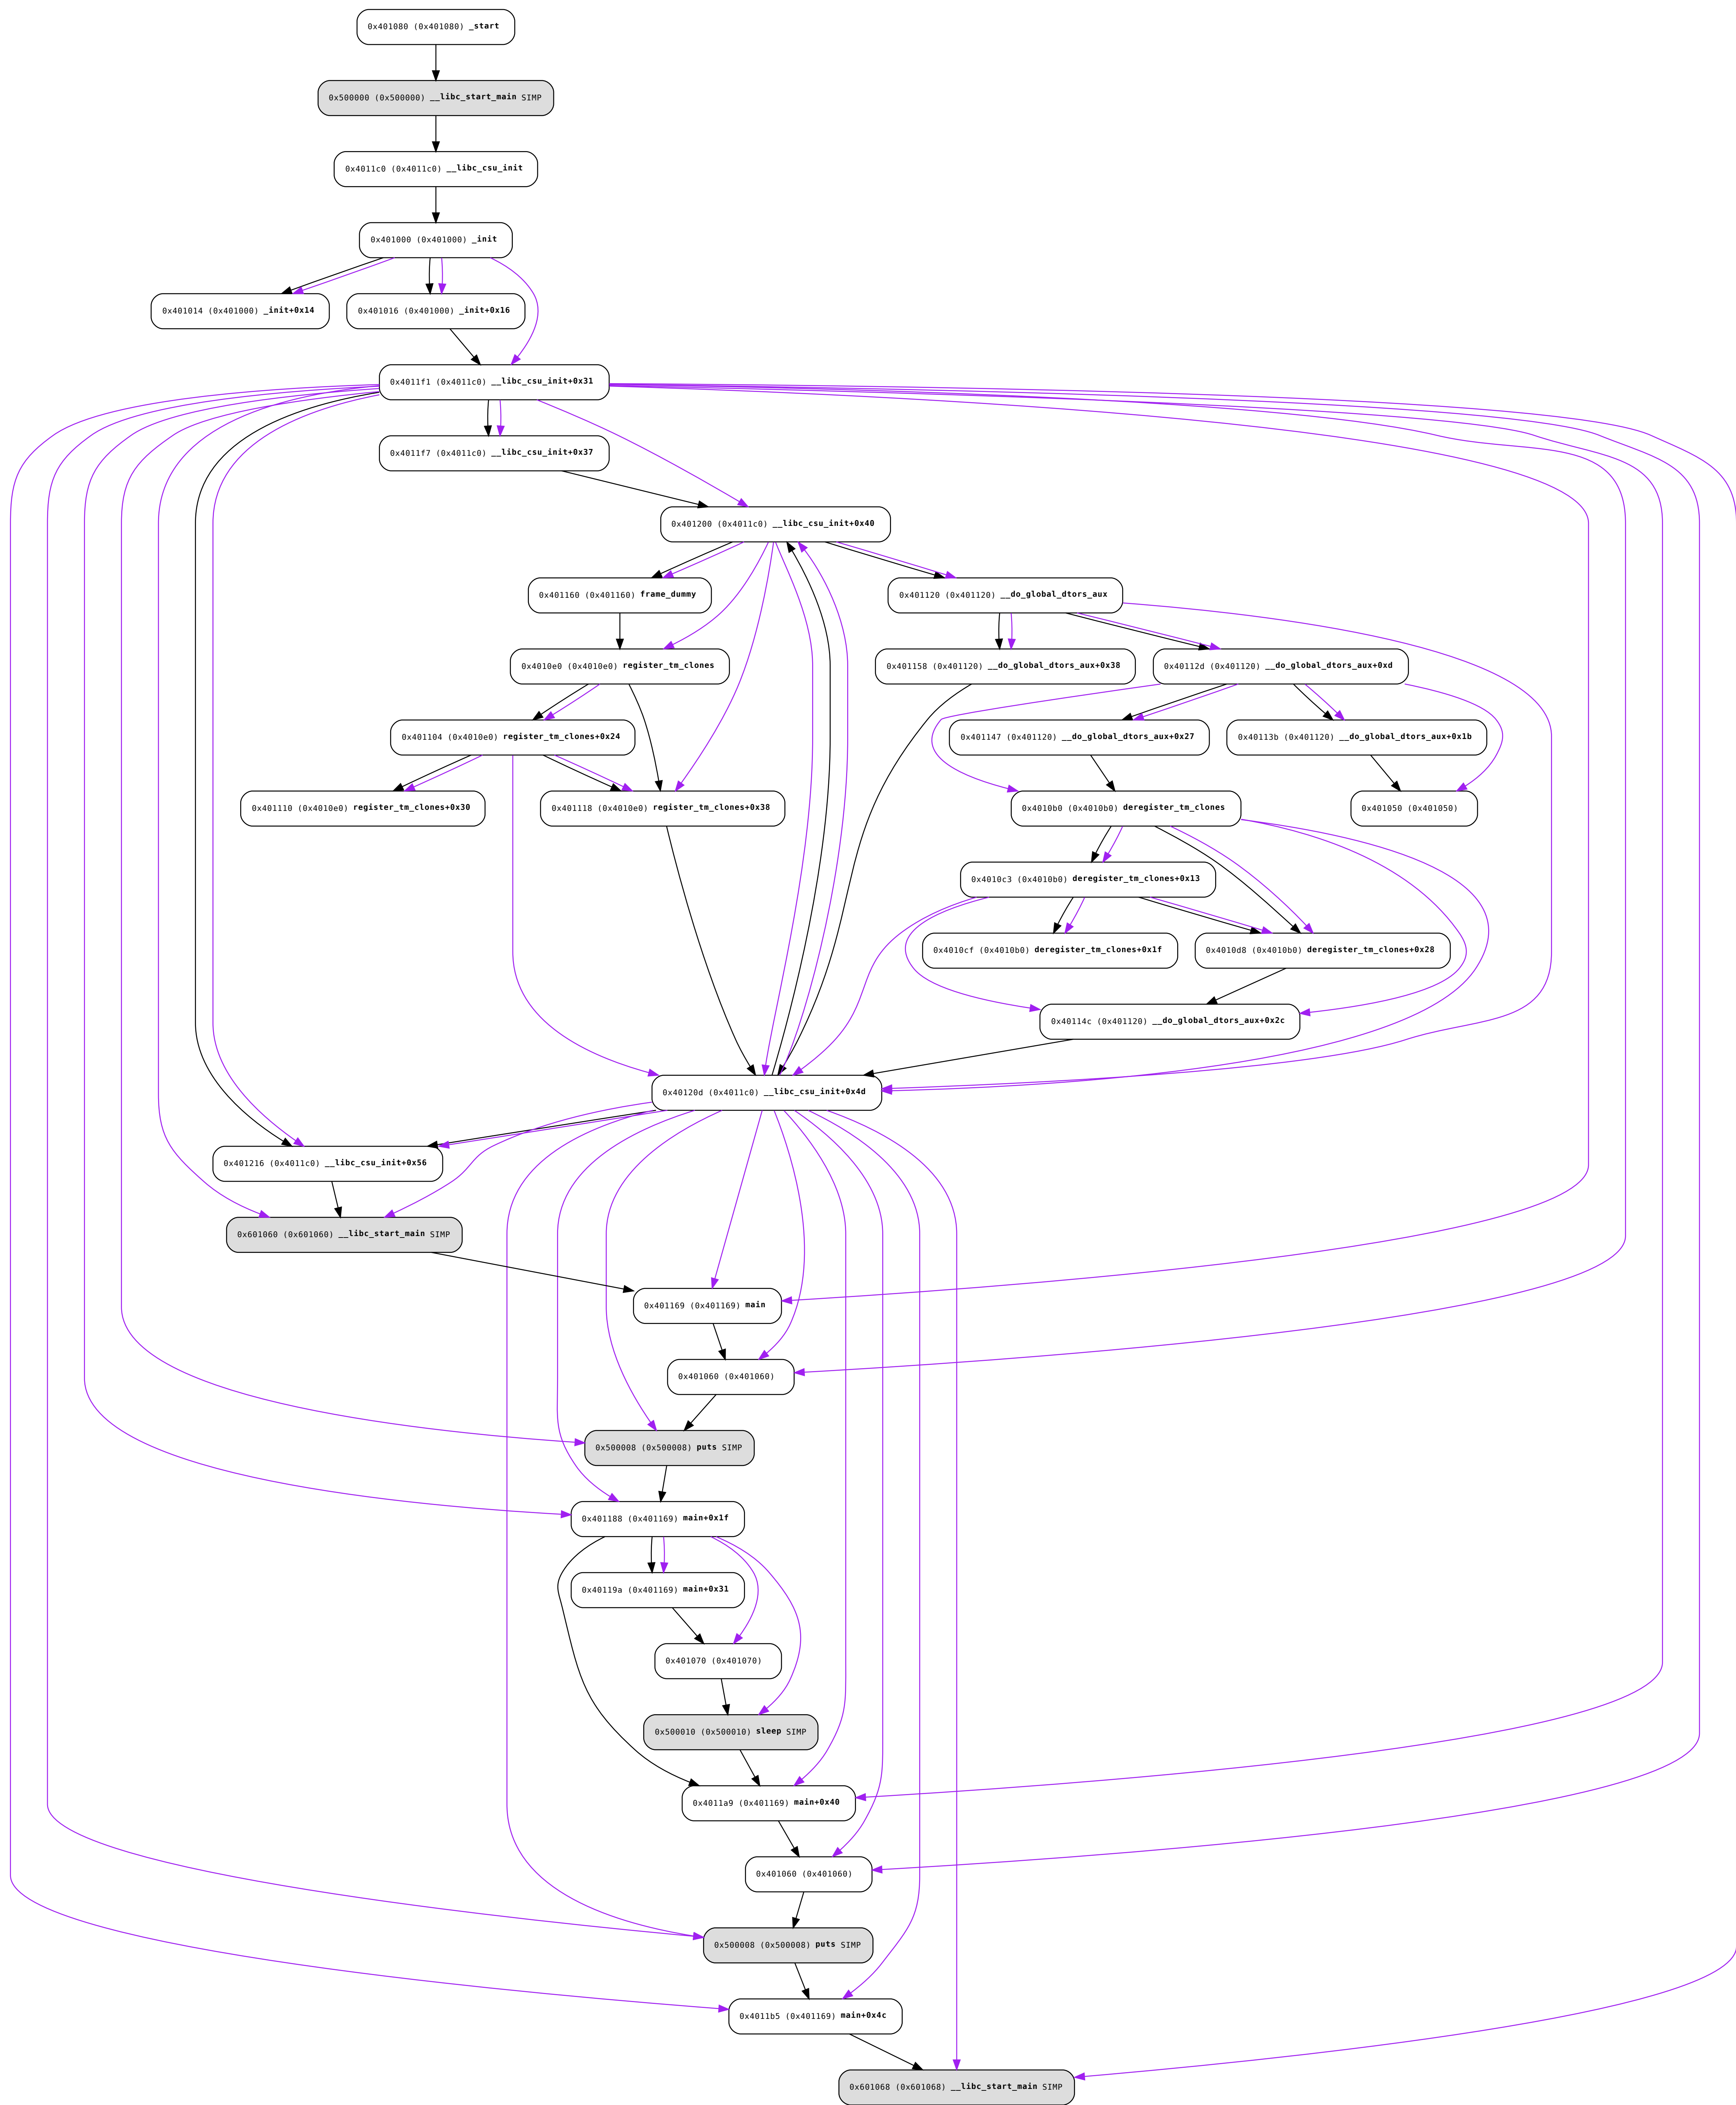 0x401080 (0x401080) _start
0x500000 (0x500000) __libc_start_main SIMP
0x4011c0 (0x4011c0) __libc_csu_init
0x401000 (0x401000) _init
0x401014 (0x401000) _init+0x14
0x401016 (0x401000) _init+0x16
0x4011f1 (0x4011c0) __libc_csu_init+0x31
0x4011f7 (0x4011c0) __libc_csu_init+0x37
0x401200 (0x4011c0) __libc_csu_init+0x40
0x401160 (0x401160) frame_dummy
0x401120 (0x401120) __do_global_dtors_aux
0x4010e0 (0x4010e0) register_tm_clones
0x401158 (0x401120) __do_global_dtors_aux+0x38
0x40112d (0x401120) __do_global_dtors_aux+0xd
0x401104 (0x4010e0) register_tm_clones+0x24
0x401147 (0x401120) __do_global_dtors_aux+0x27
0x40113b (0x401120) __do_global_dtors_aux+0x1b
0x401110 (0x4010e0) register_tm_clones+0x30
0x401118 (0x4010e0) register_tm_clones+0x38
0x4010b0 (0x4010b0) deregister_tm_clones
0x401050 (0x401050)
0x4010c3 (0x4010b0) deregister_tm_clones+0x13
0x4010cf (0x4010b0) deregister_tm_clones+0x1f
0x4010d8 (0x4010b0) deregister_tm_clones+0x28
0x40114c (0x401120) __do_global_dtors_aux+0x2c
0x40120d (0x4011c0) __libc_csu_init+0x4d
0x401216 (0x4011c0) __libc_csu_init+0x56
0x601060 (0x601060) __libc_start_main SIMP
0x401169 (0x401169) main
0x401060 (0x401060)
0x500008 (0x500008) puts SIMP
0x401188 (0x401169) main+0x1f
0x40119a (0x401169) main+0x31
0x401070 (0x401070)
0x500010 (0x500010) sleep SIMP
0x4011a9 (0x401169) main+0x40
0x401060 (0x401060)
0x500008 (0x500008) puts SIMP
0x4011b5 (0x401169) main+0x4c
0x601068 (0x601068) __libc_start_main SIMP